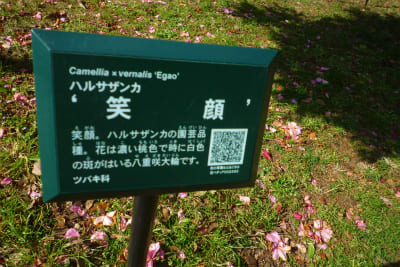 Camellia × vernalis 'Egao'
ハルサザンカ
‘笑顔’
笑顔。ハルサザンカの園芸品
種。花は濃い桃色で時に白色
の斑がはいる八重咲大輪です。
ツバキ科